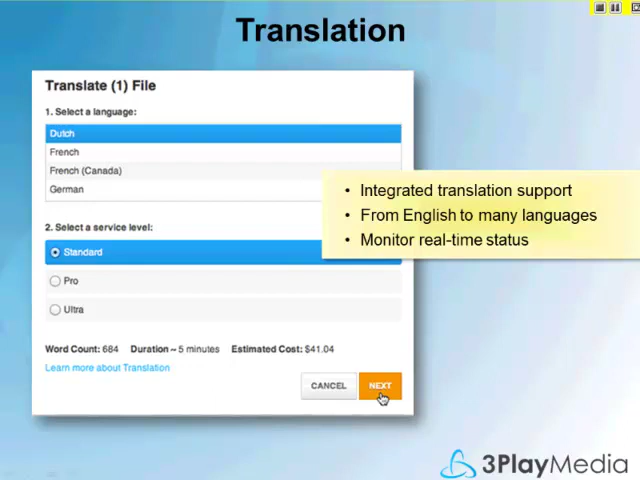 Translation
Translate (1) File
1. Select a language:
Dutch
French
French (Canada)
German
• Integrated translation support
• From English to many languages
• Monitor real-time status
2. Select a service level:
Standard
Pro
Ultra
Word Count: 684 Duration ~ 5 minutes Estimated Cost: $41.04
Learn more about Translation
CANCEL NEXT
3PlayMedia